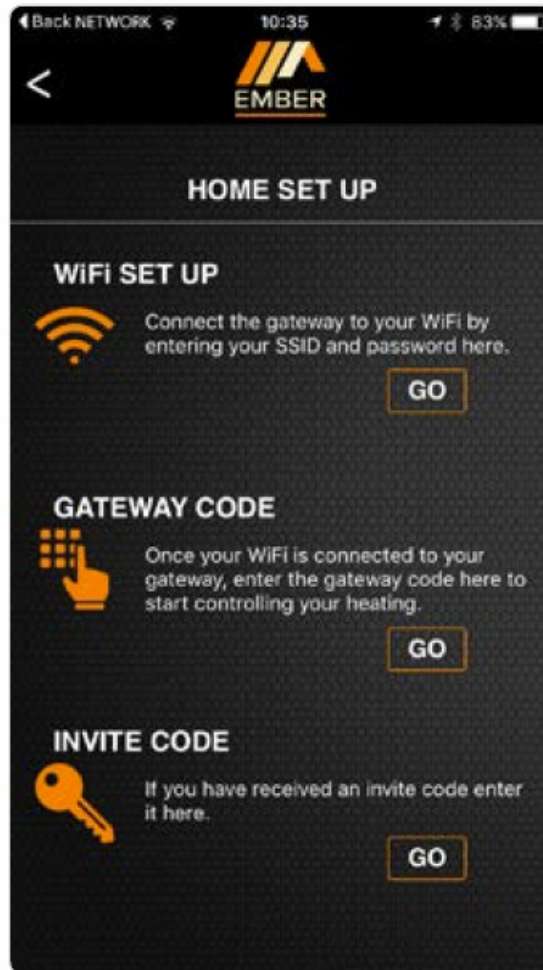 Back NETWORK 10:35 83%
<
EMBER
HOME SET UP
WiFi SET UP
Connect the gateway to your WiFi by
entering your SSID and password here.
GO
GATEWAY CODE
Once your WiFi is connected to your
gateway, enter the gateway code here to
start controlling your heating.
GO
INVITE CODE
If you have received an invite code enter
it here.
GO